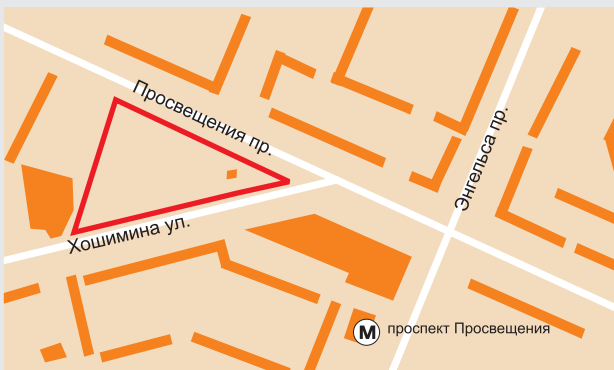 Просвещения пр.
Энгельса пр.
Хошимина ул.
М проспект Просвещения